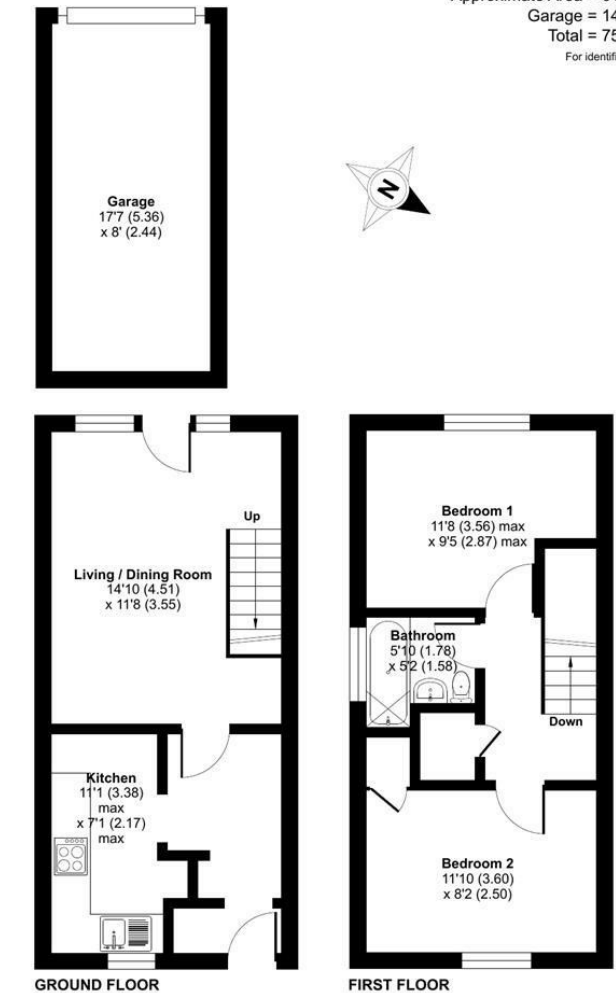 Garage = 14
Total = 75
For identifi
N
Garage
17'7 (5.36)
x 8' (2.44)
Up
Living / Dining Room
14'10 (4.51)
x 11'8 (3.55)
Kitchen
11'1 (3.38)
max
x 7'1 (2.17)
max
GROUND FLOOR
Bedroom 1
11'8 (3.56) max
x 9'5 (2.87) max
Bathroom
5'10 (1.78)
x 5'2 (1.58)
Down
Bedroom 2
11'10 (3.60)
x 8'2 (2.50)
FIRST FLOOR